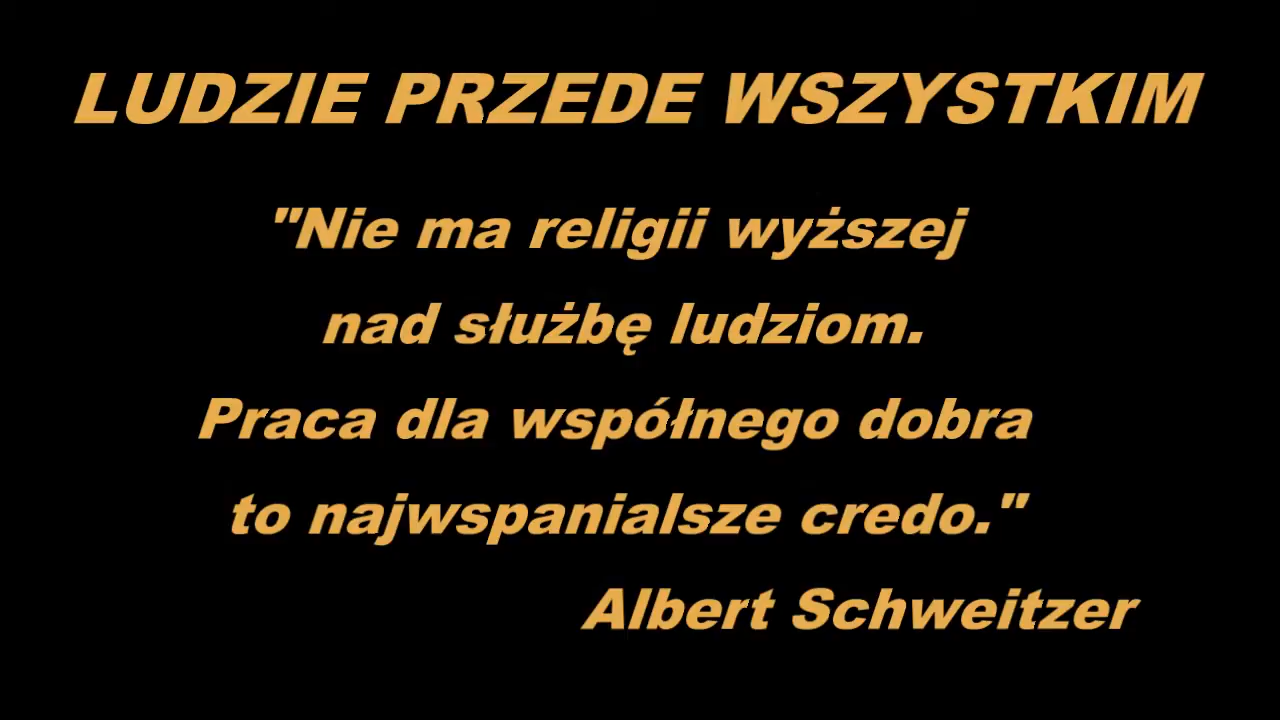 LUDZIE PRZEDE WSZYSTKIM
"Nie ma religii wyższej
nad służbę ludziom.
Praca dla wspólnego dobra
to najwspanialsze credo."
Albert Schweitzer